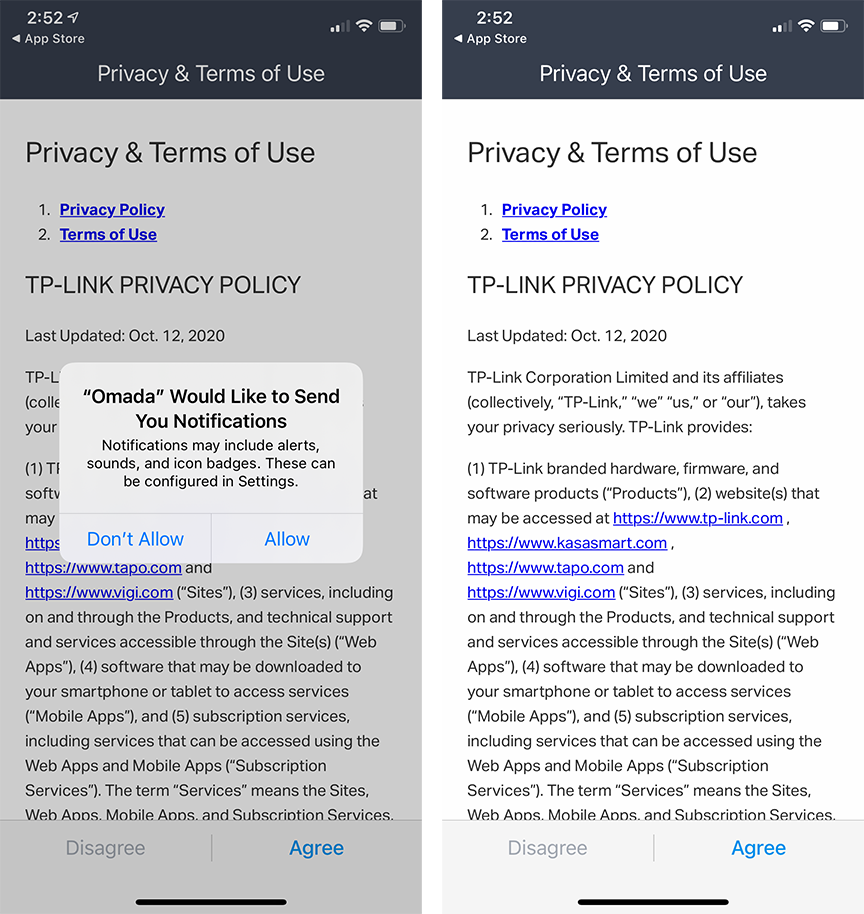 2:52
◀ App Store
Privacy & Terms of Use
Privacy & Terms of Use
1. Privacy Policy
2. Terms of Use
TP-LINK PRIVACY POLICY
Last Updated: Oct. 12, 2020
TP-L
(colle
your
(1) TP
softw
at
may
https
“Omada” Would Like to Send
You Notifications
Notifications may include alerts,
sounds, and icon badges. These can
be configured in Settings.
Don’t Allow
Allow
https://www.tapo.com and
https://www.vigi.com (“Sites”), (3) services, including
on and through the Products, and technical support
and services accessible through the Site(s) (“Web
Apps”), (4) software that may be downloaded to
your smartphone or tablet to access services
(“Mobile Apps”), and (5) subscription services,
including services that can be accessed using the
Web Apps and Mobile Apps (“Subscription
Services”). The term “Services” means the Sites,
Web Apps, Mobile Apps, and Subscription Services.
Disagree
Agree
2:52
◀ App Store
Privacy & Terms of Use
Privacy & Terms of Use
1. Privacy Policy
2. Terms of Use
TP-LINK PRIVACY POLICY
Last Updated: Oct. 12, 2020
TP-Link Corporation Limited and its affiliates
(collectively, “TP-Link,” “we” “us,” or “our”), takes
your privacy seriously. TP-Link provides:
(1) TP-Link branded hardware, firmware, and
software products (“Products”), (2) website(s) that
may be accessed at https://www.tp-link.com ,
https://www.kasasmart.com ,
https://www.tapo.com and
https://www.vigi.com (“Sites”), (3) services, including
on and through the Products, and technical support
and services accessible through the Site(s) (“Web
Apps”), (4) software that may be downloaded to
your smartphone or tablet to access services
(“Mobile Apps”), and (5) subscription services,
including services that can be accessed using the
Web Apps and Mobile Apps (“Subscription
Services”). The term “Services” means the Sites,
Web Apps, Mobile Apps, and Subscription Services.
Disagree
Agree